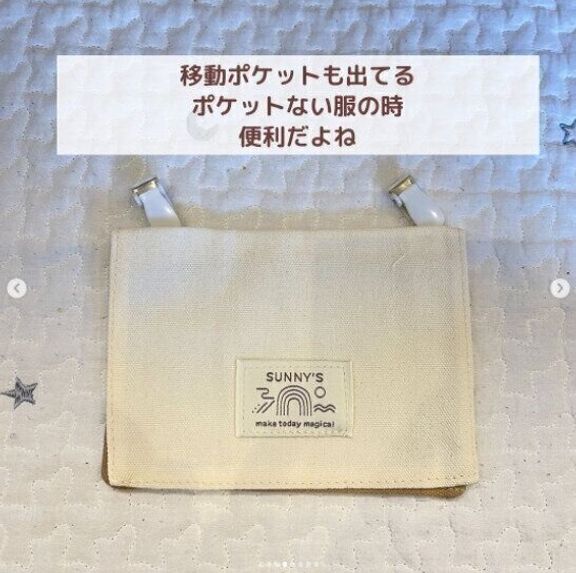 移動ポケットも出てる
ポケットない服の時
便利だよね
SUNNY'S
make today magical